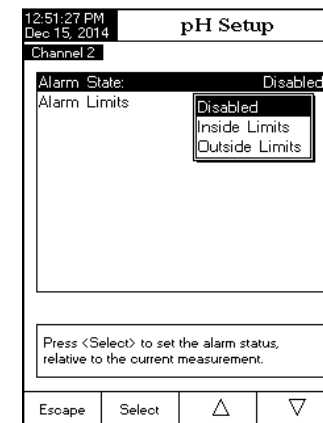 12:51:27 PM
Dec 15, 2014
pH Setup
Channel 2
Alarm State: Disabled
Alarm Limits
Disabled
Inside Limits
Outside Limits
Press <Select> to set the alarm status,
relative to the current measurement.
Escape Select △ ▽